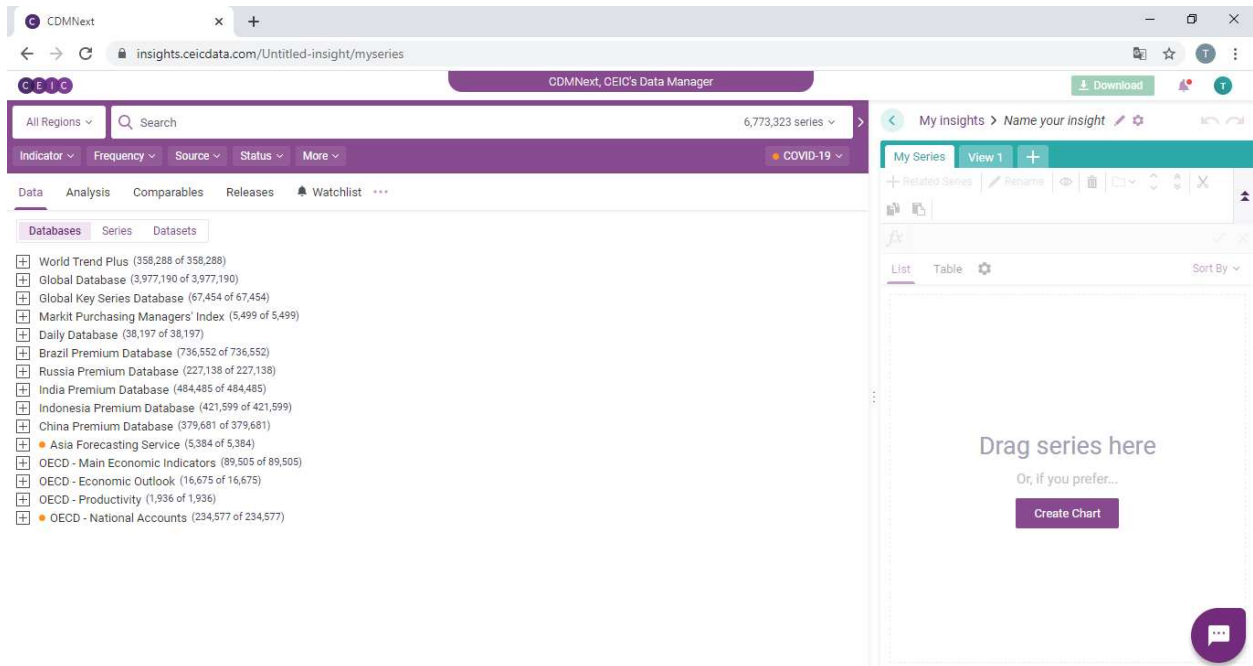 CDMNext
insights.ceicdata.com/Untitled-insight/myseries
T
CEIC
CDMNext, CEIC's Data Manager
Download
T
All Regions
Search
6,773,323 series
My insights > Name your insight
Indicator
Frequency
Source
Status
More
COVID-19
My Series
View 1
Data
Analysis
Comparables
Releases
Watchlist
Related Series
Rename
Databases
Series
Datasets
fx
World Trend Plus (358,288 of 358,288)
Global Database (3,977,190 of 3,977,190)
Global Key Series Database (67,454 of 67,454)
Markit Purchasing Managers' Index (5,499 of 5,499)
Daily Database (38,197 of 38,197)
Brazil Premium Database (736,552 of 736,552)
Russia Premium Database (227,138 of 227,138)
India Premium Database (484,485 of 484,485)
Indonesia Premium Database (421,599 of 421,599)
China Premium Database (379,681 of 379,681)
Asia Forecasting Service (5,384 of 5,384)
OECD - Main Economic Indicators (89,505 of 89,505)
OECD - Economic Outlook (16,675 of 16,675)
OECD - Productivity (1,936 of 1,936)
OECD - National Accounts (234,577 of 234,577)
List
Table
Sort By
Drag series here
Or, if you prefer...
Create Chart